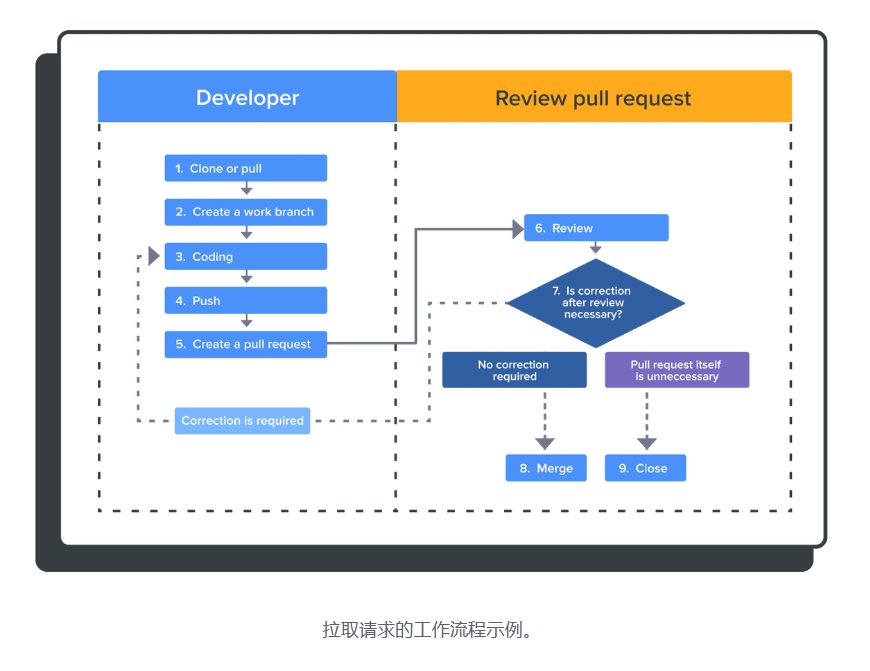 Developer
Review pull request
1. Clone or pull
2. Create a work branch
3. Coding
4. Push
5. Create a pull request
Correction is required
6. Review
7. Is correction
after review
necessary?
No correction
required
Pull request itself
is unneccessary
8. Merge
9. Close
拉取请求的工作流程示例。